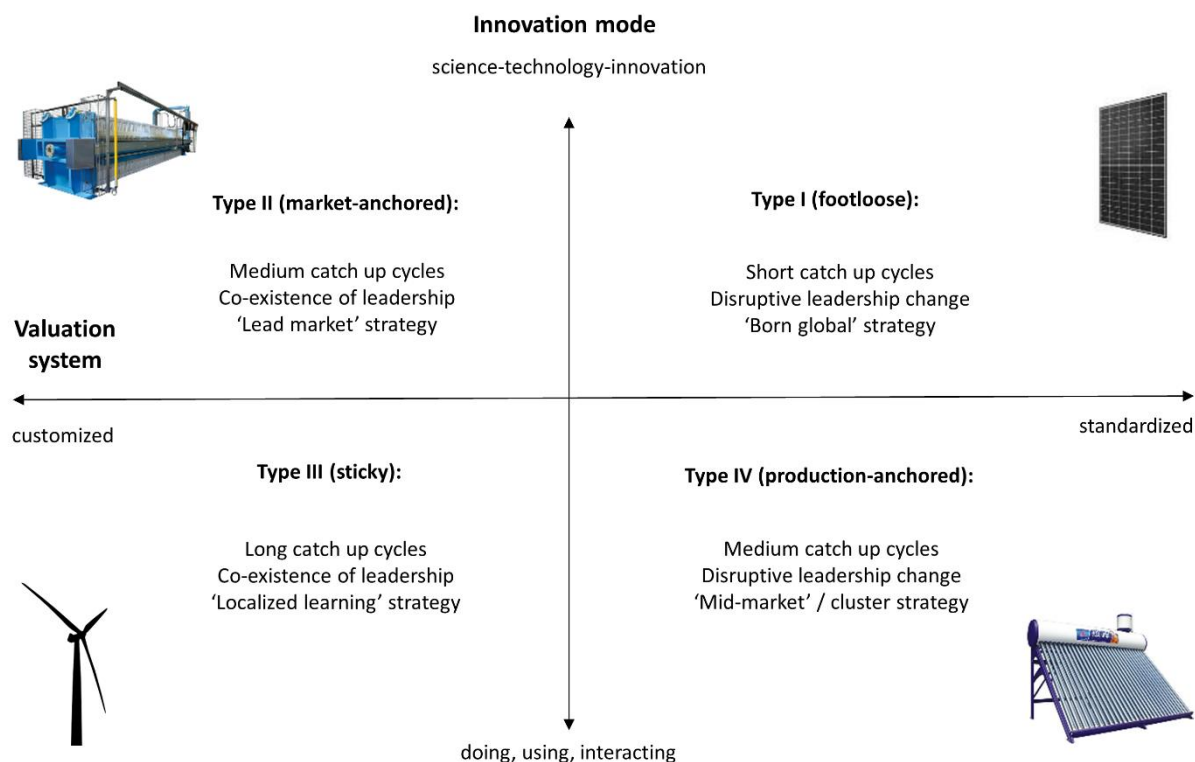 Innovation mode
science-technology-innovation
Type II (market-anchored):
Medium catch up cycles
Co-existence of leadership
‘Lead market’ strategy
Type I (footloose):
Short catch up cycles
Disruptive leadership change
‘Born global’ strategy
Valuation
system
customized
standardized
Type III (sticky):
Long catch up cycles
Co-existence of leadership
‘Localized learning’ strategy
Type IV (production-anchored):
Medium catch up cycles
Disruptive leadership change
‘Mid-market’ / cluster strategy
doing, using, interacting